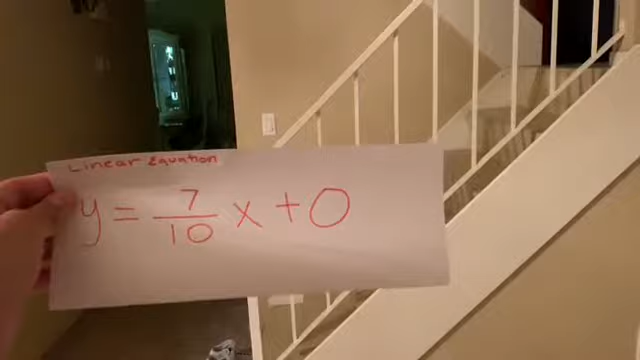 Linear Equation
y = 7/10 x + 0